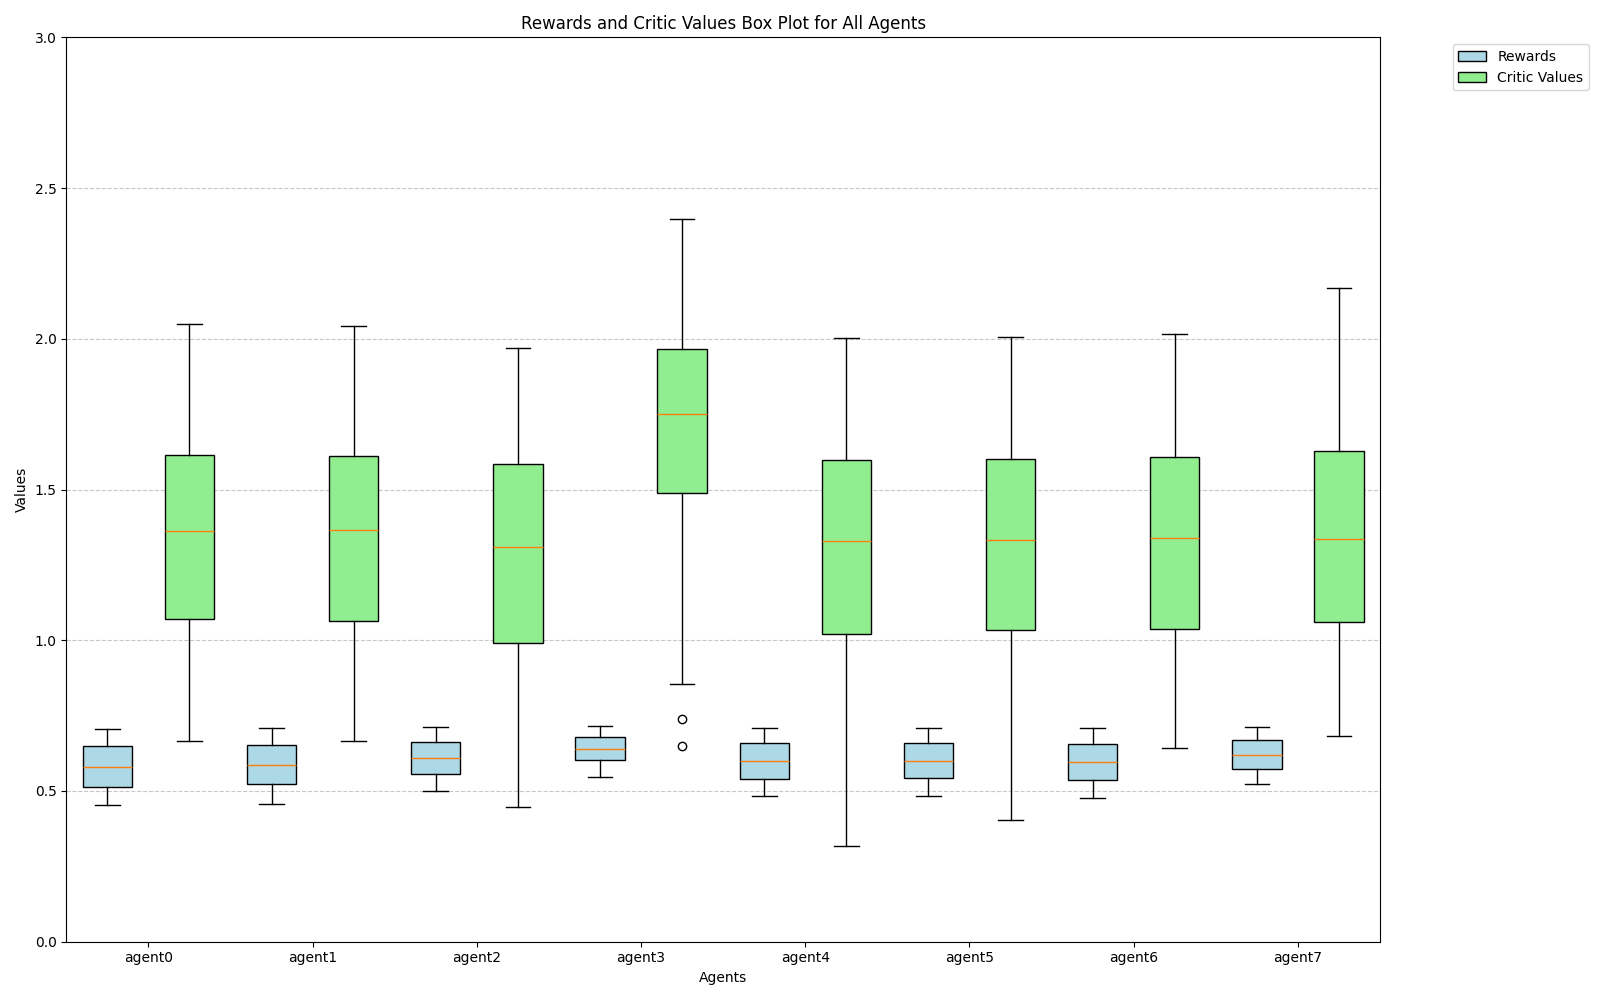 Rewards and Critic Values Box Plot for All Agents
Rewards
Critic Values
Values
3.0
2.5
2.0
1.5
1.0
0.5
0.0
agent0 agent1 agent2 agent3 agent4 agent5 agent6 agent7
Agents